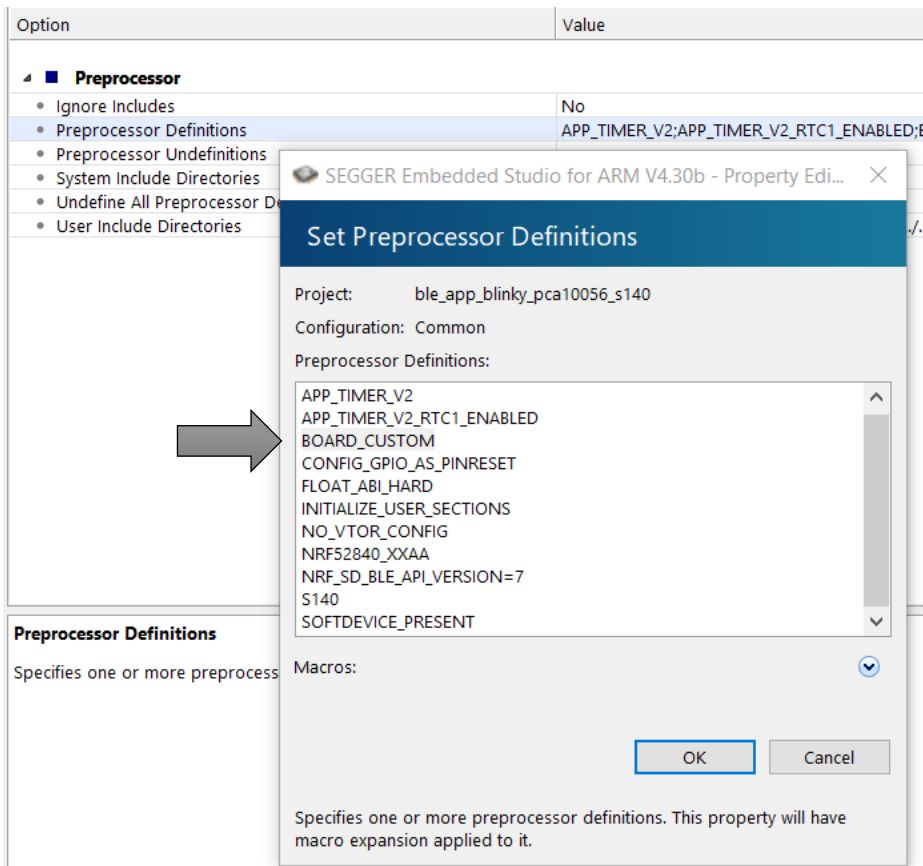 Option Value
Preprocessor
Ignore Includes No
Preprocessor Definitions APP_TIMER_V2;APP_TIMER_V2_RTC1_ENABLED;
Preprocessor Undefinitions
System Include Directories
Undefine All Preprocessor
User Include Directories
SEGGER Embedded Studio for ARM V4.30b - Property Edi...
Set Preprocessor Definitions
Project: ble_app_blinky_pca10056_s140
Configuration: Common
Preprocessor Definitions:
APP_TIMER_V2
APP_TIMER_V2_RTC1_ENABLED
BOARD_CUSTOM
CONFIG_GPIO_AS_PINRESET
FLOAT_ABI_HARD
INITIALIZE_USER_SECTIONS
NO_VTOR_CONFIG
NRF52840_XXAA
NRF_SD_BLE_API_VERSION=7
S140
SOFTDEVICE_PRESENT
Macros:
OK Cancel
Specifies one or more preprocessor definitions. This property will have
macro expansion applied to it.
Preprocessor Definitions
Specifies one or more preprocess